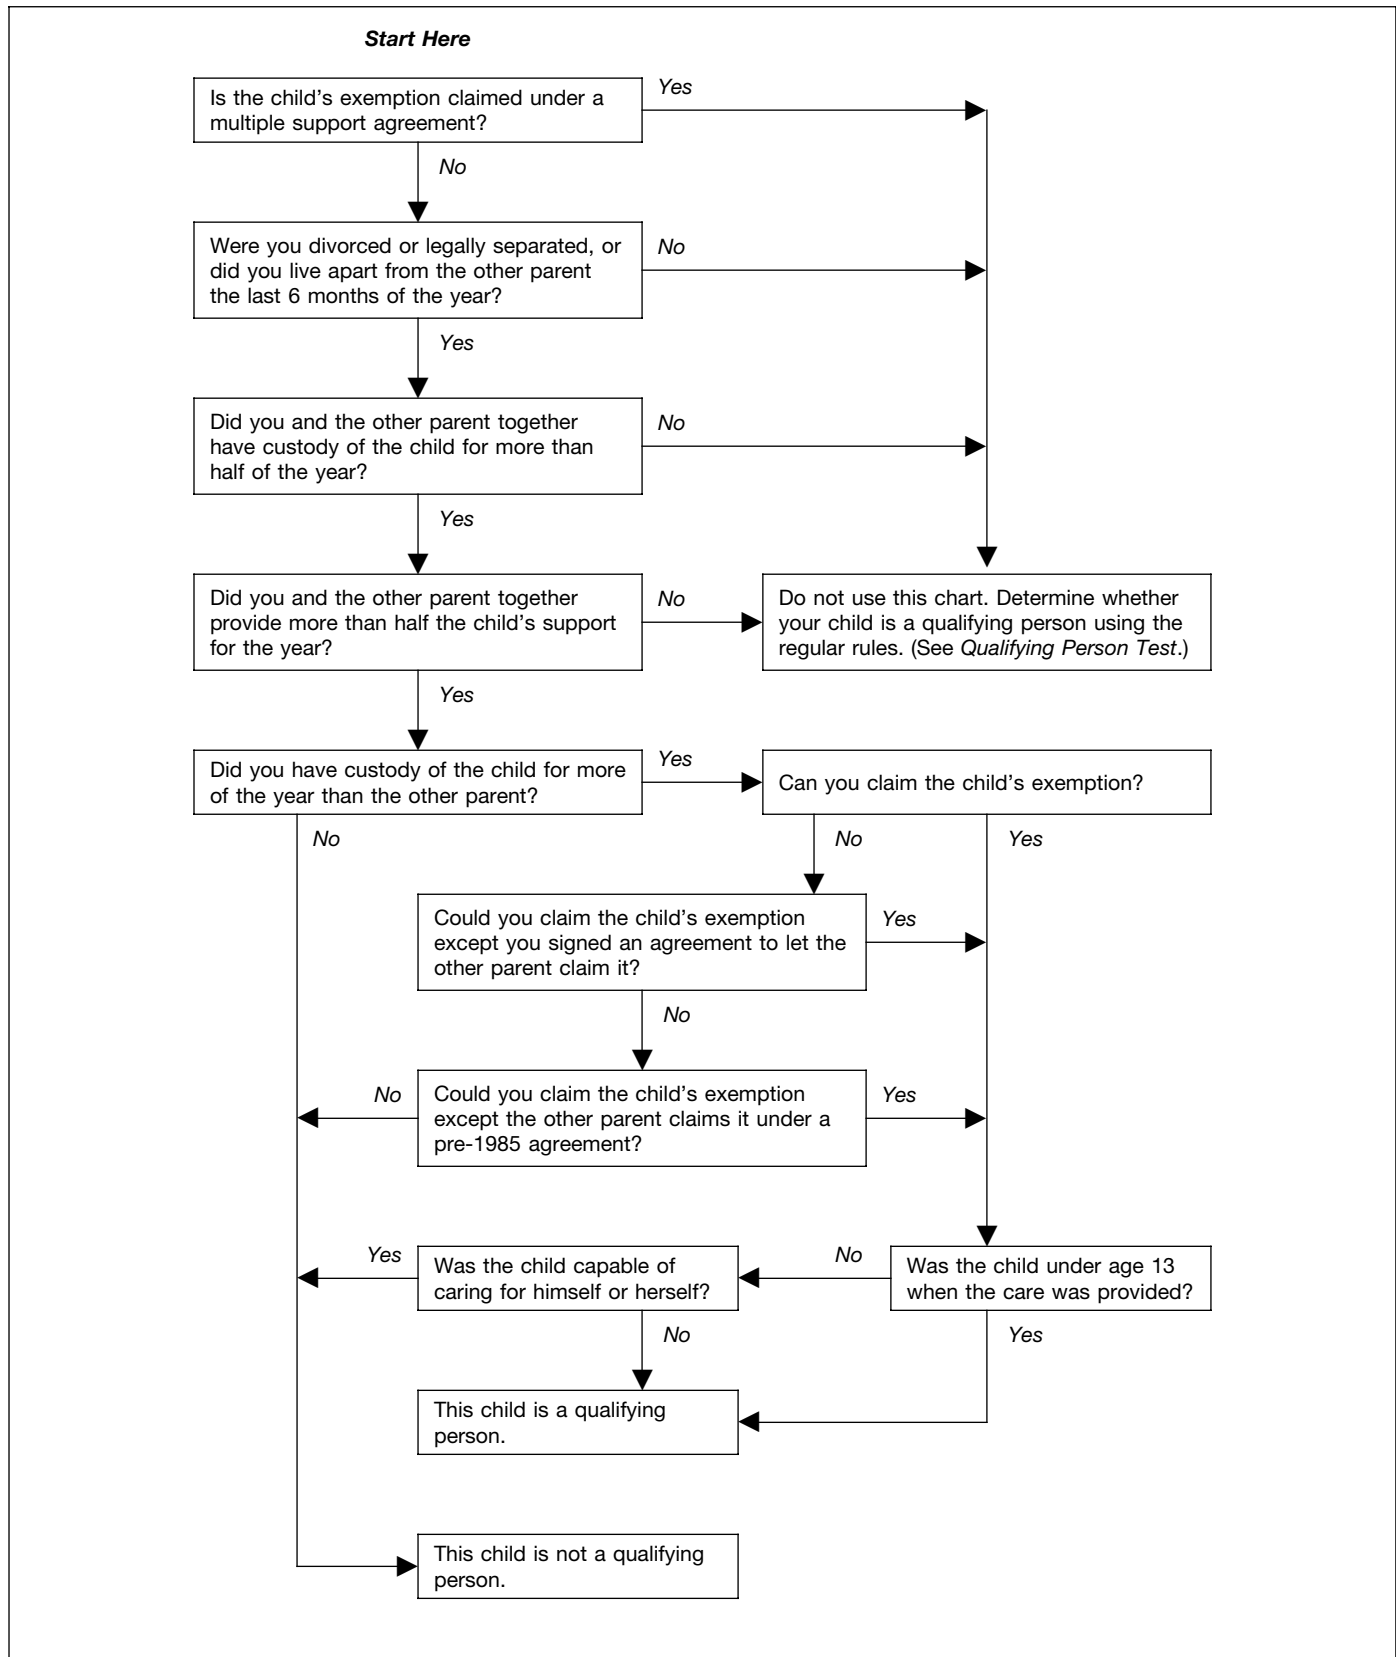 Start Here
Is the child's exemption claimed under a
multiple support agreement?
Yes
No
Were you divorced or legally separated, or
did you live apart from the other parent
the last 6 months of the year?
No
Yes
Did you and the other parent together
have custody of the child for more than
half of the year?
No
Yes
Did you and the other parent together
provide more than half the child's support
for the year?
No
Do not use this chart. Determine whether
your child is a qualifying person using the
regular rules. (See Qualifying Person Test.)
Yes
Did you have custody of the child for more
of the year than the other parent?
Yes
Can you claim the child's exemption?
No
No
Yes
Could you claim the child's exemption
except you signed an agreement to let the
other parent claim it?
Yes
No
No
Could you claim the child's exemption
except the other parent claims it under a
pre-1985 agreement?
Yes
Yes
Was the child capable of
caring for himself or herself?
No
Was the child under age 13
when the care was provided?
No
Yes
This child is a qualifying
person.
This child is not a qualifying
person.